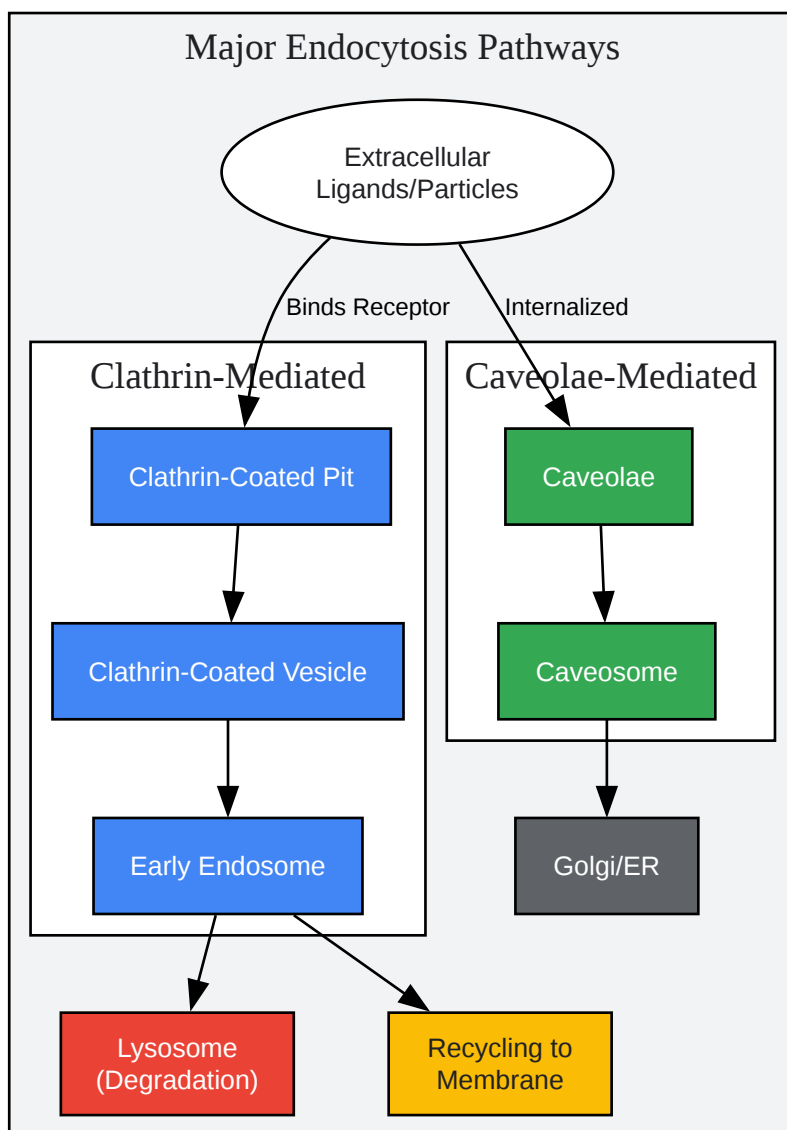 Major Endocytosis Pathways
Extracellular
Ligands/Particles
Binds Receptor
Internalized
Clathrin-Mediated
Caveolae-Mediated
Clathrin-Coated Pit
Caveolae
Clathrin-Coated Vesicle
Caveosome
Early Endosome
Golgi/ER
Lysosome
(Degradation)
Recycling to
Membrane